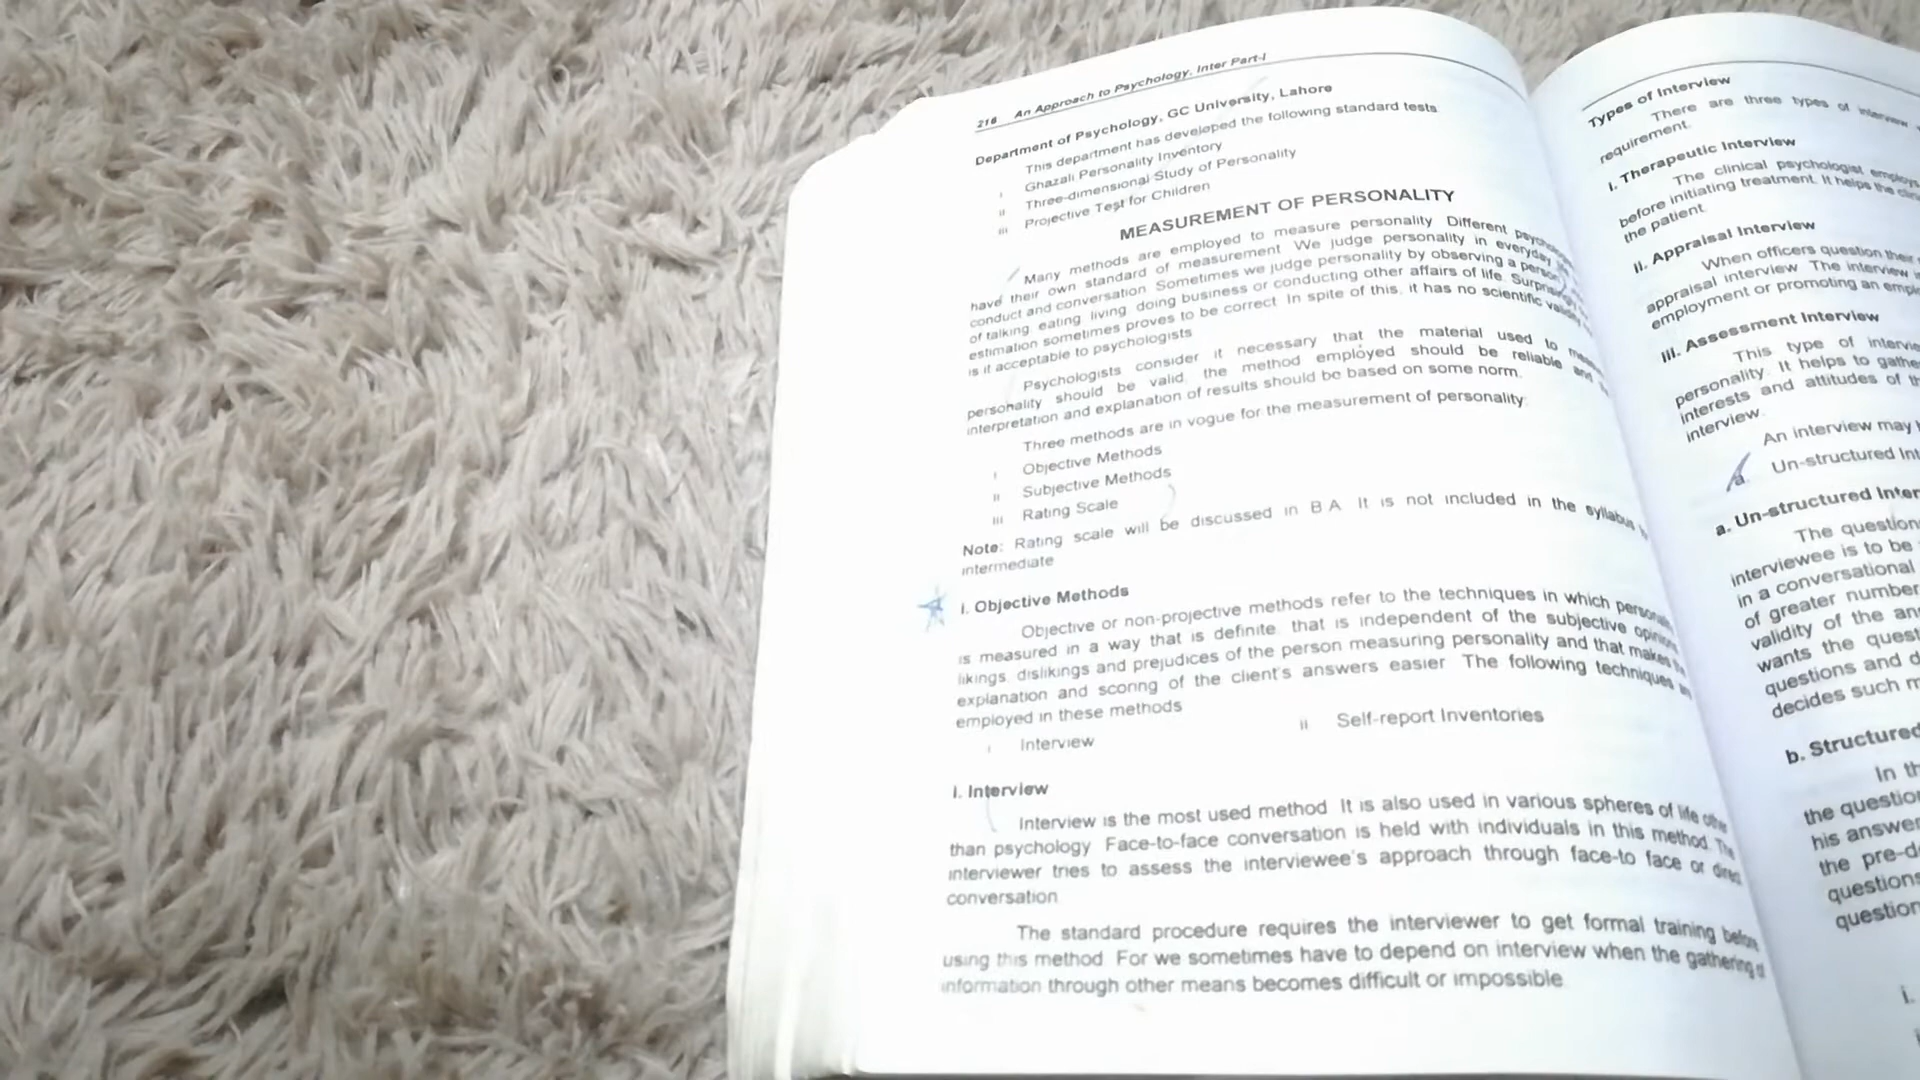 216 An Approach to Psychology, Inter Part-I
Department of Psychology, GC University, Lahore
This department has developed the following standard tests
i Ghazali Personality Inventory
ii Three-dimensional Study of Personality
iii Projective Test for Children
MEASUREMENT OF PERSONALITY
Many methods are employed to measure personality Different
have their own standard of measurement We judge personality in everyday
conduct and conversation Sometimes we judge personality by observing a
of talking, eating, living, doing business or conducting other affairs of life.
estimation sometimes proves to be correct In spite of this, it has no scientific
is it acceptable to psychologists
Psychologists consider it necessary that the material used to
personality should be valid, the method employed should be reliable and
interpretation and explanation of results should be based on some norm.
Three methods are in vogue for the measurement of personality:
i Objective Methods
ii Subjective Methods
iii Rating Scale
Note: Rating scale will be discussed in B A It is not included in the syllabus
intermediate
i. Objective Methods
Objective or non-projective methods refer to the techniques in which
is measured in a way that is definite, that is independent of the subjective
likings, dislikings and prejudices of the person measuring personality and that makes
explanation and scoring of the client's answers easier The following techniques
employed in these methods
i Interview ii Self-report Inventories
I. Interview
Interview is the most used method It is also used in various spheres of life
than psychology Face-to-face conversation is held with individuals in this method The
interviewer tries to assess the interviewee's approach through face-to face or
conversation
The standard procedure requires the interviewer to get formal training before
using this method For we sometimes have to depend on interview when the gathering of
information through other means becomes difficult or impossible
Types of Interview
There are three types of interview
requirement.
I. Therapeutic Interview
The clinical psychologist
before initiating treatment. It helps the
the patient.
II. Appraisal Interview
When officers question their
appraisal interview The interview
employment or promoting an
III. Assessment Interview
This type of
personality. It helps to
interests and attitudes of
interview.
An interview may
a. Un-structured
a. Un-structured
The
interviewee is to be
in a conversational
of greater
validity of the
wants the
questions and
decides such
b. Structured
In
the
his
the
questions
i.